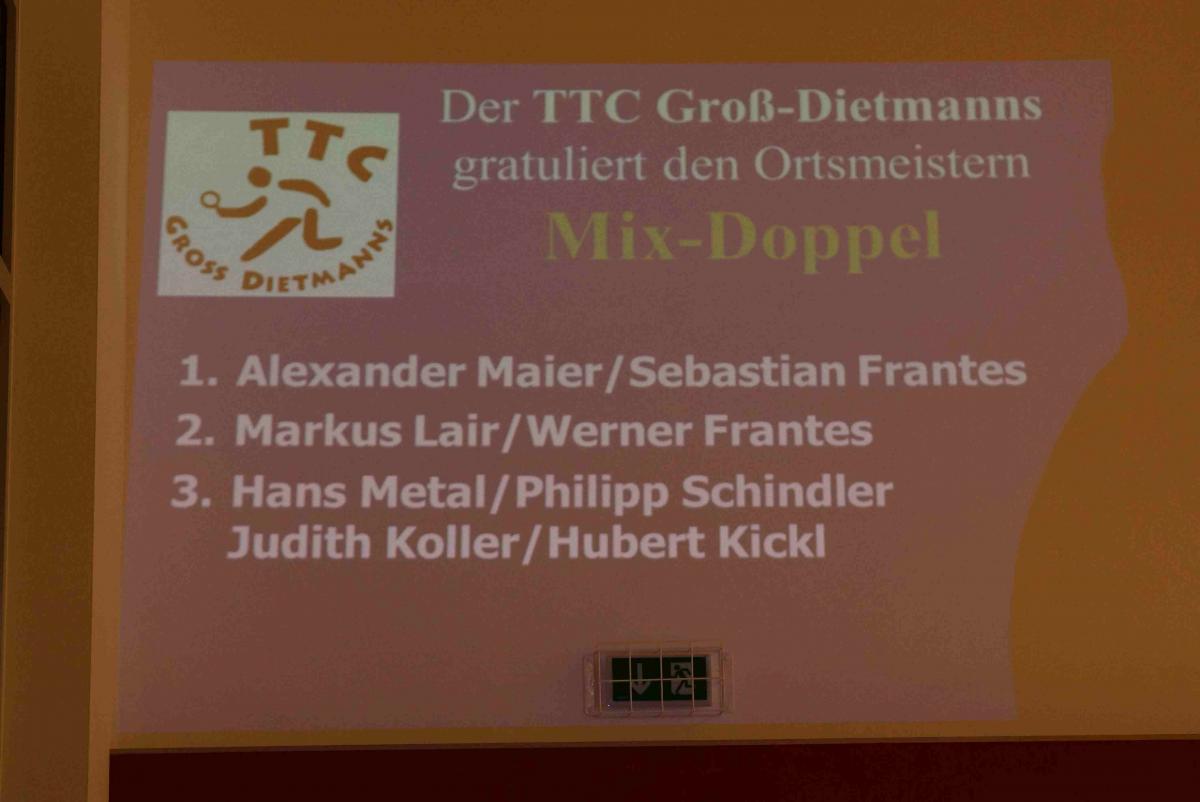 TTC
GROSS DIETMANNS
Der TTC Groß-Dietmanns
gratuliert den Ortsmeistern
Mix-Doppel
1. Alexander Maier/Sebastian Frantes
2. Markus Lair/Werner Frantes
3. Hans Metal/Philipp Schindler
Judith Koller/Hubert Kickl